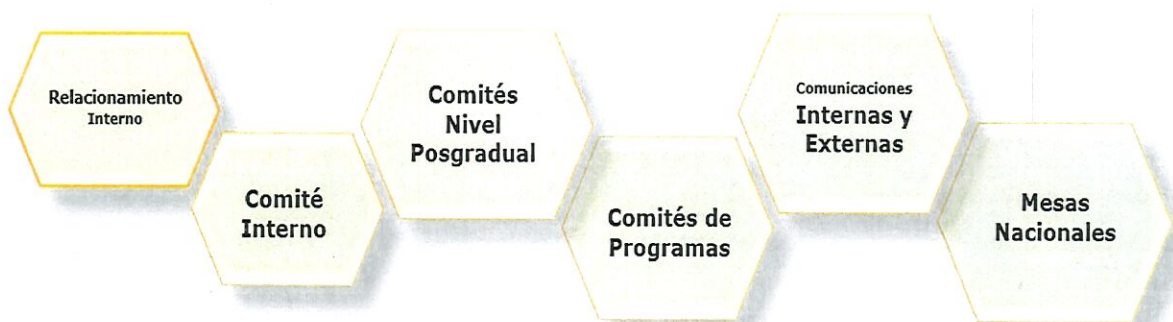 Relacionamiento
Interno
Comité
Interno
Comités
Nivel
Posgradual
Comités de
Programas
Comunicaciones
Internas y
Externas
Mesas
Nacionales